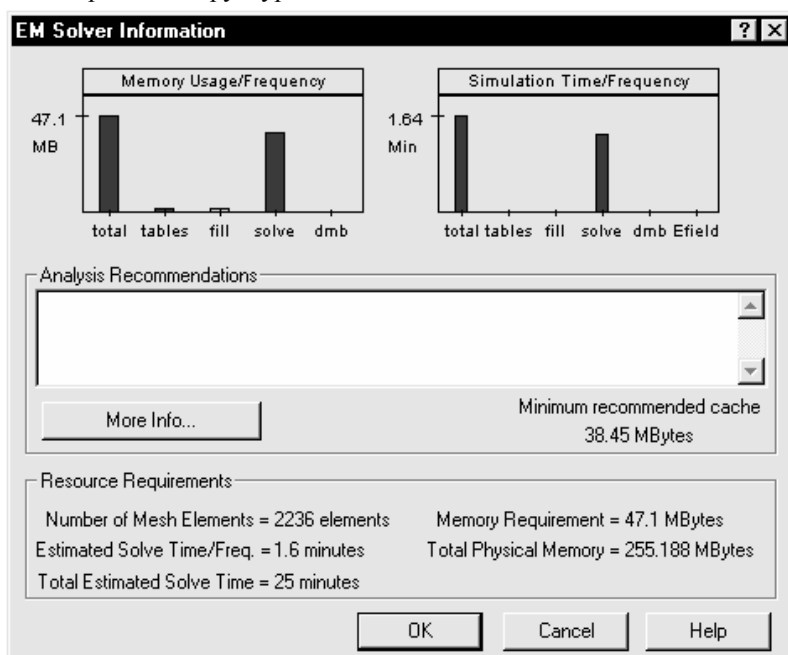 EM Solver Information
Memory Usage/Frequency
47.1
MB
total tables fill solve dmb
Simulation Time/Frequency
1.64
Min
total tables fill solve dmb Efield
Analysis Recommendations
More Info...
Minimum recommended cache
38.45 MBytes
Resource Requirements
Number of Mesh Elements = 2236 elements
Memory Requirement = 47.1 MBytes
Estimated Solve Time/Freq. = 1.6 minutes
Total Physical Memory = 255.188 MBytes
Total Estimated Solve Time = 25 minutes
OK Cancel Help